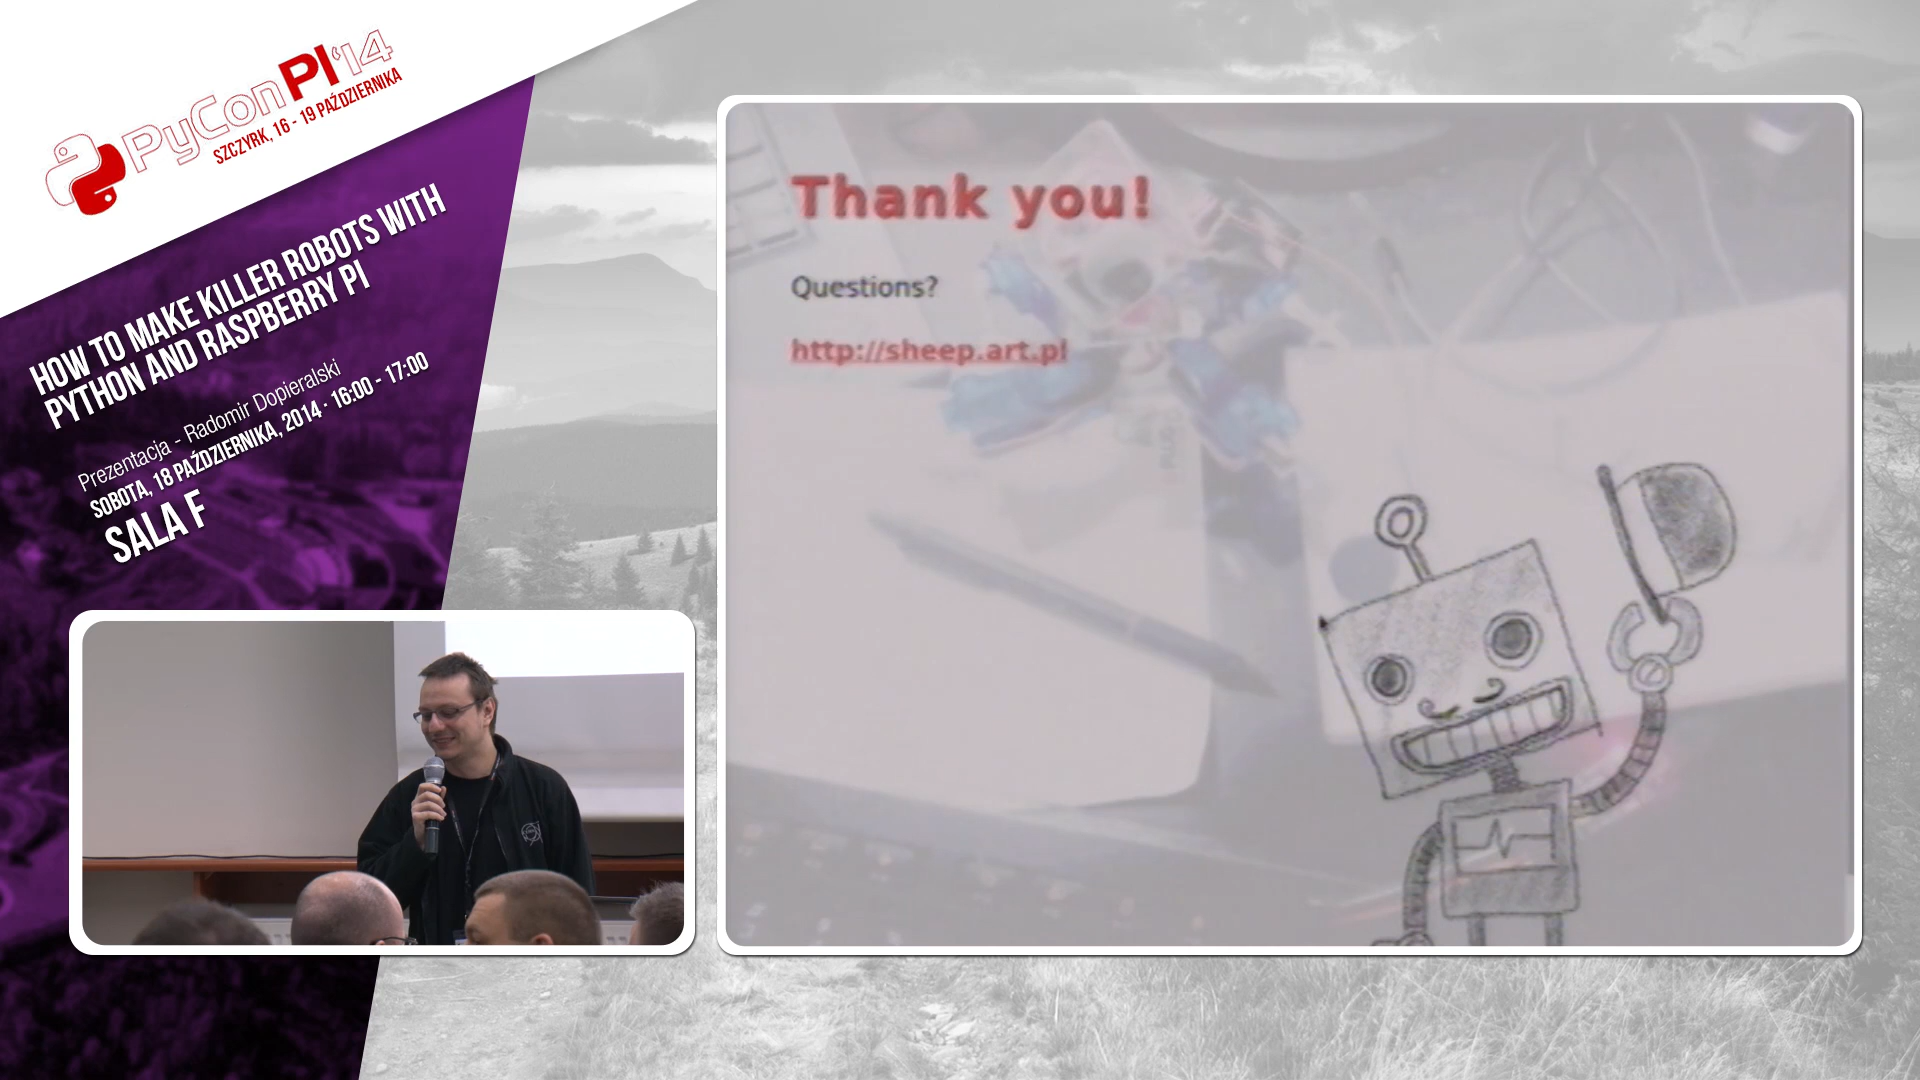 PyConPl'14
SZCZYRK, 16 - 19 PAŹDZIERNIKA
HOW TO MAKE KILLER ROBOTS WITH
PYTHON AND RASPBERRY PI
Prezentacja - Radomir Dopieralski
SOBOTA, 18 PAŹDZIERNIKA, 2014 · 16:00 - 17:00
SALA F
Thank you!
Questions?
http://sheep.art.pl